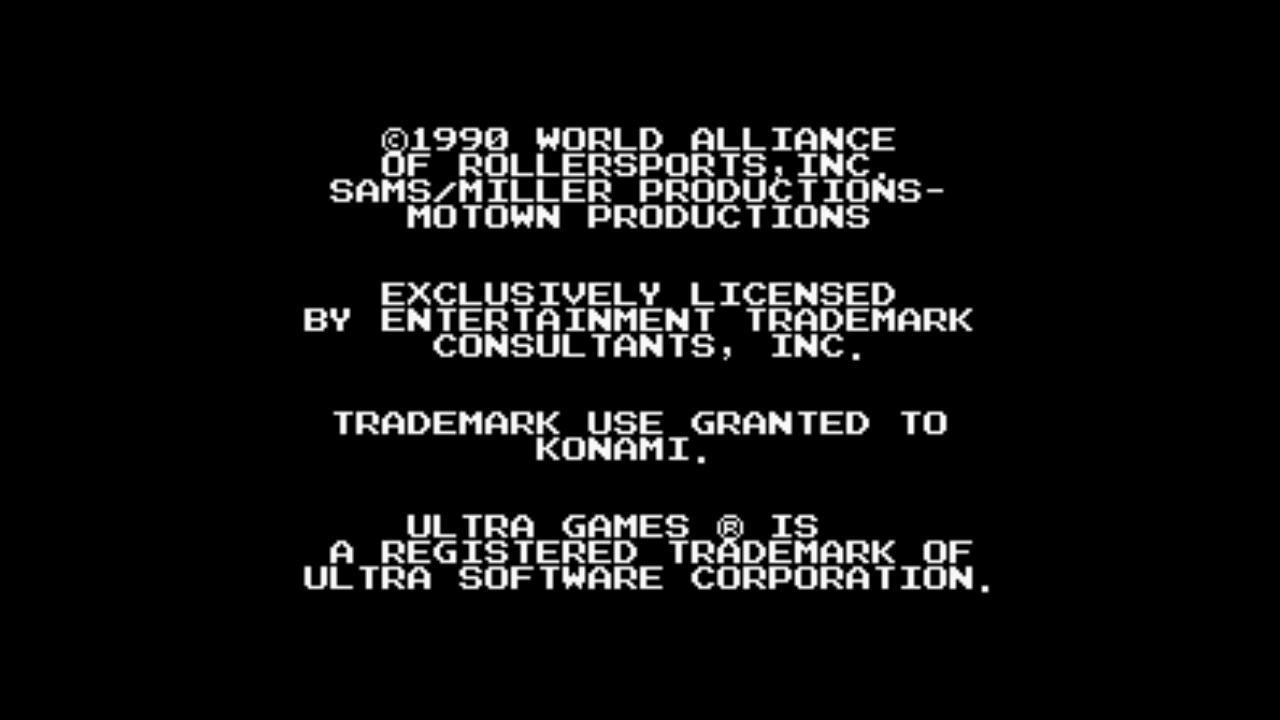 ©1990 WORLD ALLIANCE
OF ROLLERSPORTS,INC.
SAMS/MILLER PRODUCTIONS-
MOTOWN PRODUCTIONS
EXCLUSIVELY LICENSED
BY ENTERTAINMENT TRADEMARK
CONSULTANTS, INC.
TRADEMARK USE GRANTED TO
KONAMI.
ULTRA GAMES ® IS
A REGISTERED TRADEMARK OF
ULTRA SOFTWARE CORPORATION.